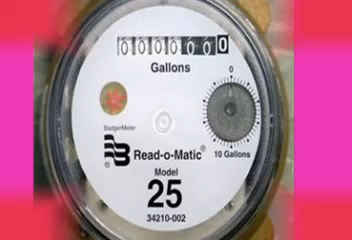 0000000
Gallons
0
BadgerMeter
Read-o-Matic®
10 Gallons
®
Model
25
34210-002